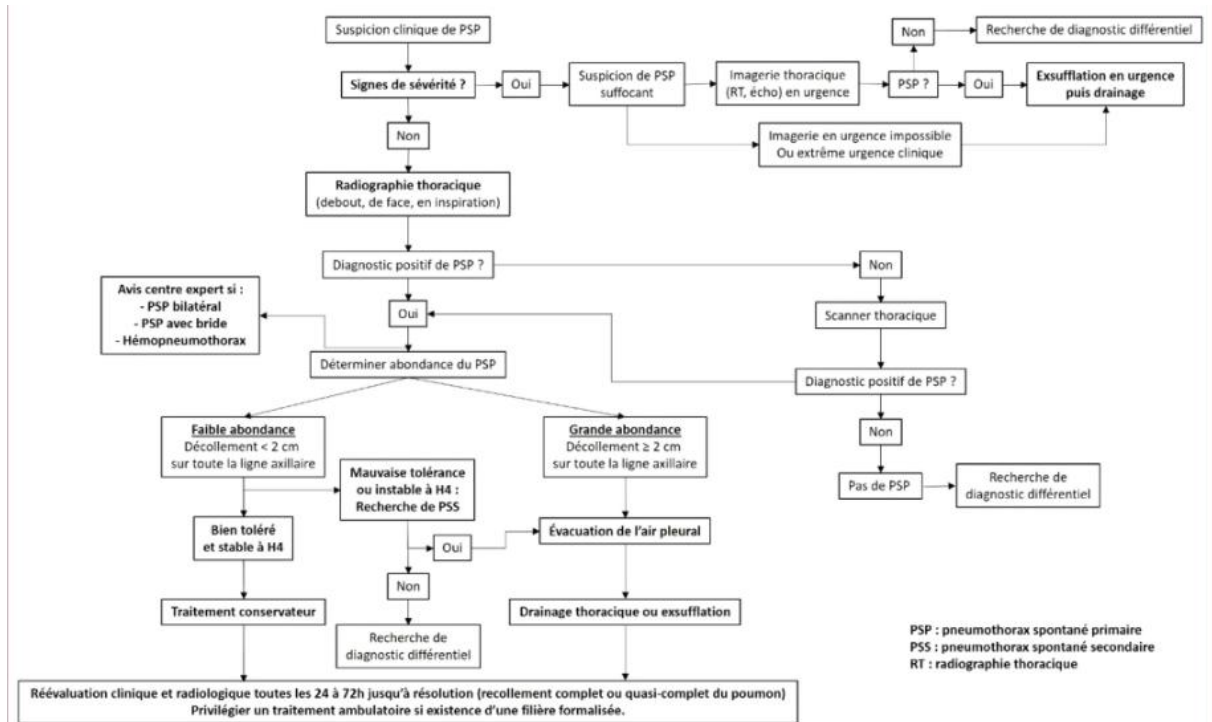 Suspicion clinique de PSP
Signes de sévérité ?
Oui
Suspicion de PSP
suffocant
Imagerie thoracique
(RT, écho) en urgence
PSP ?
Non
Recherche de diagnostic différentiel
Oui
Exsufflation en urgence
puis drainage
Imagerie en urgence impossible
Ou extrême urgence clinique
Non
Radiographie thoracique
(debout, de face, en inspiration)
Diagnostic positif de PSP ?
Non
Scanner thoracique
Diagnostic positif de PSP ?
Non
Pas de PSP
Recherche de
diagnostic différentiel
Avis centre expert si :
- PSP bilatéral
- PSP avec bride
- Hémopneumothorax
Oui
Déterminer abondance du PSP
Faible abondance
Décollement < 2 cm
sur toute la ligne axillaire
Grande abondance
Décollement ≥ 2 cm
sur toute la ligne axillaire
Mauvaise tolérance
ou instable à H4 :
Recherche de PSS
Bien toléré
et stable à H4
Oui
Évacuation de l'air pleural
Non
Recherche de
diagnostic différentiel
Traitement conservateur
Drainage thoracique ou exsufflation
Réévaluation clinique et radiologique toutes les 24 à 72h jusqu'à résolution (recollement complet ou quasi-complet du poumon)
Privilégier un traitement ambulatoire si existence d'une filière formalisée.
PSP : pneumothorax spontané primaire
PSS : pneumothorax spontané secondaire
RT : radiographie thoracique